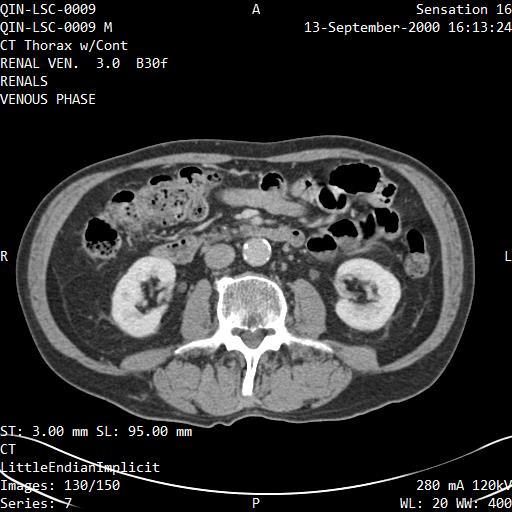 QIN-LSC-0009
A
Sensation 16
QIN-LSC-0009 M
13-September-2000 16:13:24
CT Thorax w/Cont
RENAL VEN. 3.0 B30f
RENALS
VENOUS PHASE
R
L
ST: 3.00 mm SL: 95.00 mm
CT
LittleEndianImplicit
Images: 130/150
280 mA 120kV
Series: 7
P
WL: 20 WW: 400